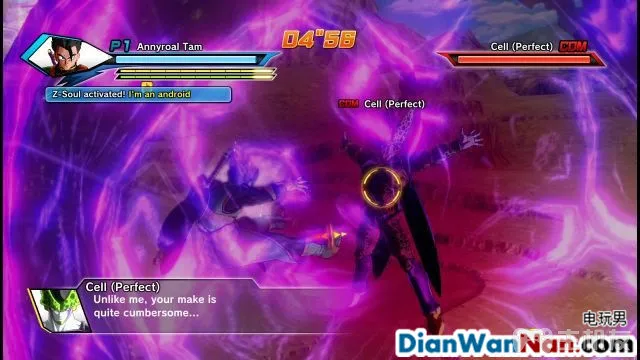 P1 Annyroal Tam
04"56
Cell (Perfect) COM
Z-Soul activated! I'm an android
COM Cell (Perfect)
Cell (Perfect)
Unlike me, your make is
quite cumbersome...
电玩男
DianWanNan.com